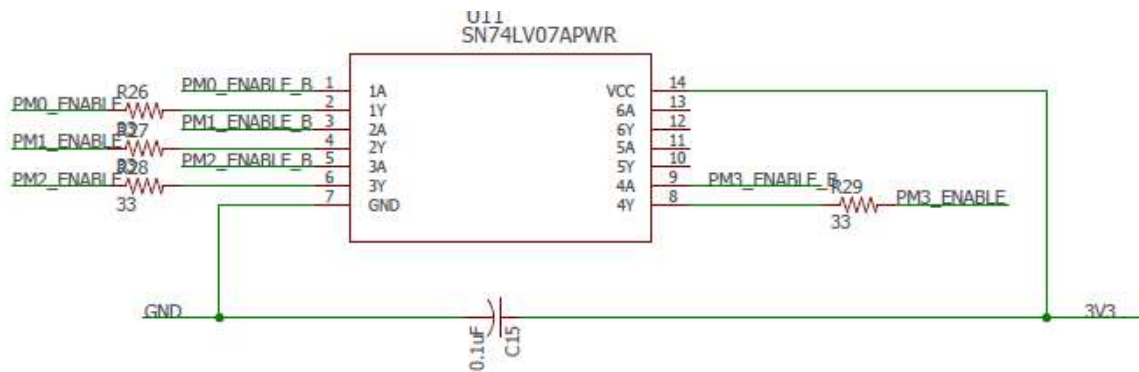 U11
SN74LV07APWR
PM0_ENABLE
R26
33
PM0_ENABLE_B
1
1A
2
1Y
PM1_ENABLE
R27
33
PM1_ENABLE_B
3
2A
4
2Y
PM2_ENABLE
R28
33
PM2_ENABLE_B
5
3A
6
3Y
7
GND
VCC
14
6A
13
6Y
12
5A
11
5Y
10
4A
9
PM3_ENABLE_B
4Y
8
R29
33
PM3_ENABLE
GND
0.1uF
C15
3V3